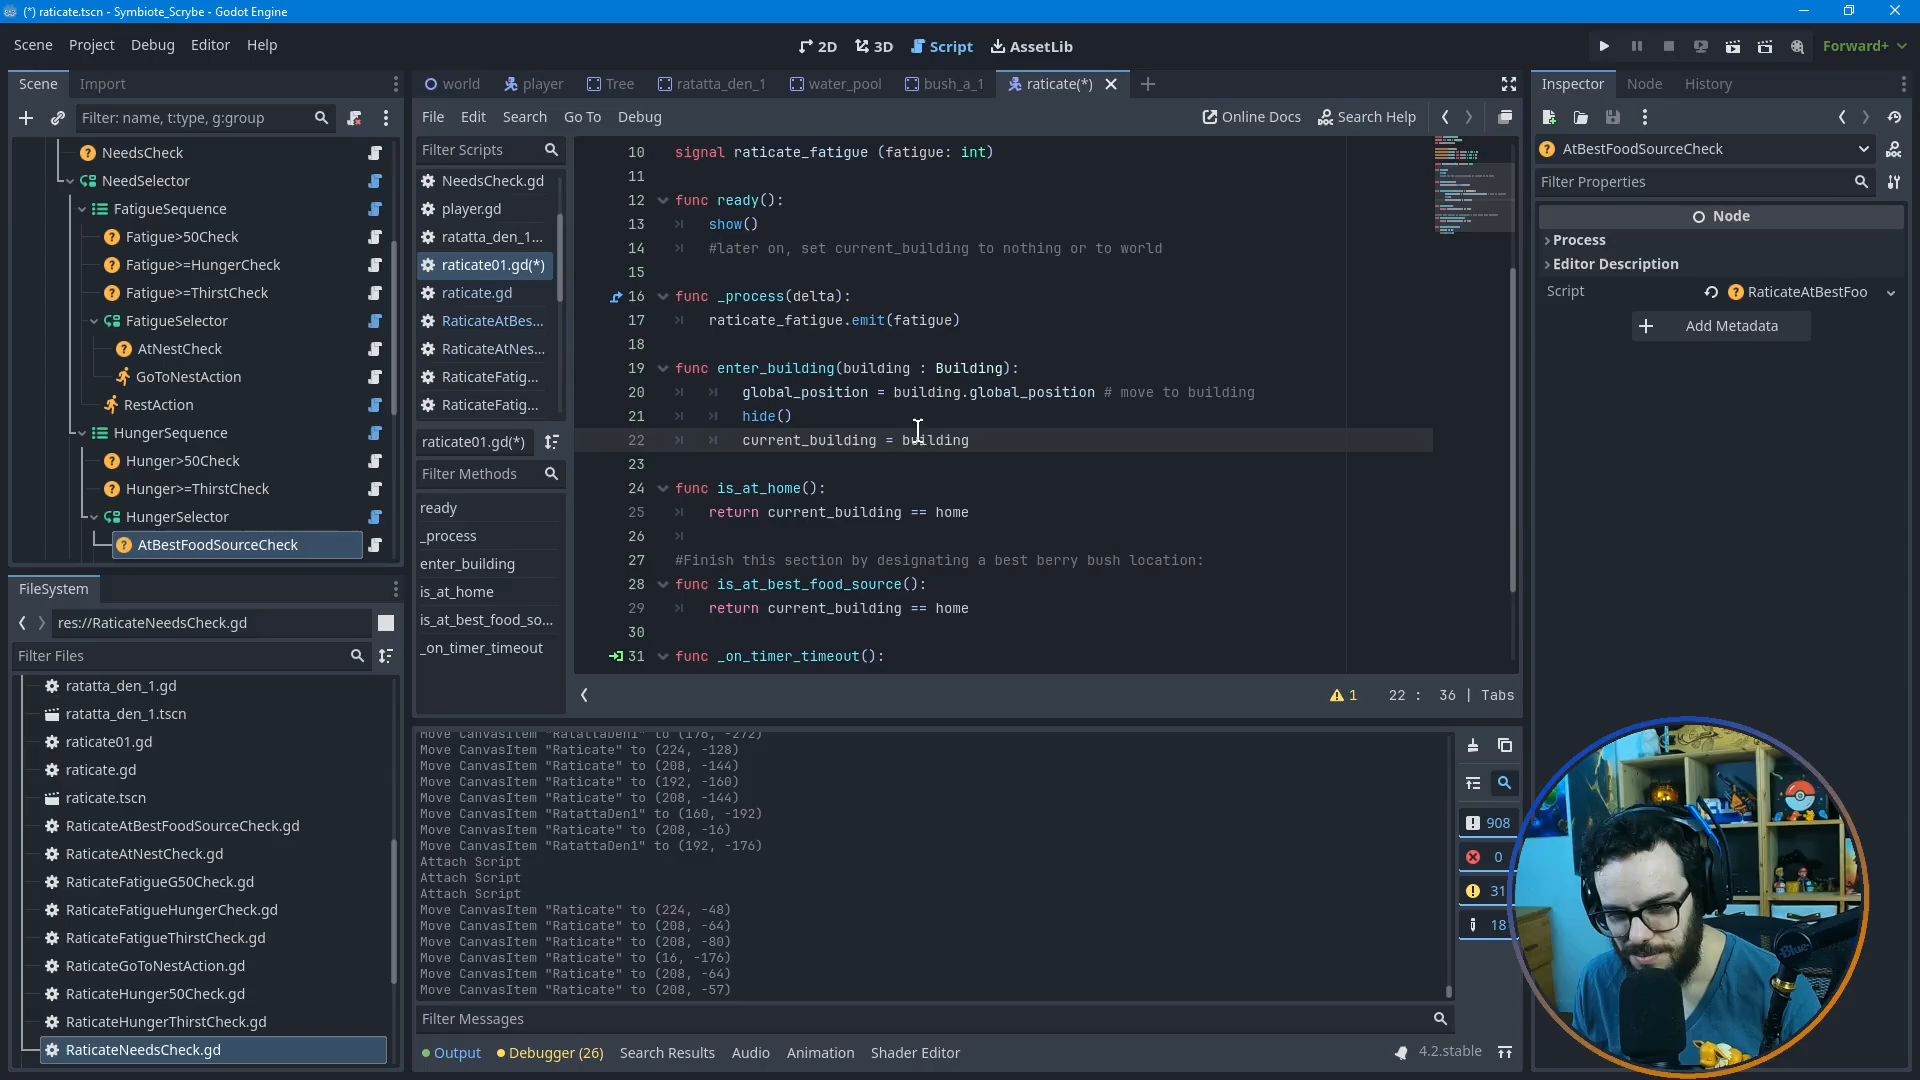 (*) raticate.tscn - Symbiote_Scrybe - Godot Engine
Scene Project Debug Editor Help
2D 3D Script AssetLib
Forward+
Scene Import
world player Tree ratatta_den_1 water_pool bush_a_1 raticate(*)
Inspector Node History
Filter: name, t:type, g:group
File Edit Search Go To Debug
Online Docs Search Help
NeedsCheck
NeedSelector
FatigueSequence
Fatigue>50Check
Fatigue>=HungerCheck
Fatigue>=ThirstCheck
FatigueSelector
AtNestCheck
GoToNestAction
RestAction
HungerSequence
Hunger>50Check
Hunger>=ThirstCheck
HungerSelector
AtBestFoodSourceCheck
Filter Scripts
NeedsCheck.gd
player.gd
ratatta_den_1...
raticate01.gd(*)
raticate.gd
RaticateAtBes...
RaticateAtNes...
RaticateFatig...
RaticateFatig...
raticate01.gd(*)
Filter Methods
ready
_process
enter_building
is_at_home
is_at_best_food_so...
_on_timer_timeout
10 signal raticate_fatigue (fatigue: int)
11
12 func ready():
13 show()
14 #later on, set current_building to nothing or to world
15
16 func _process(delta):
17 raticate_fatigue.emit(fatigue)
18
19 func enter_building(building : Building):
20 global_position = building.global_position # move to building
21 hide()
22 current_building = building
23
24 func is_at_home():
25 return current_building == home
26
27 #Finish this section by designating a best berry bush location:
28 func is_at_best_food_source():
29 return current_building == home
30
31 func _on_timer_timeout():
1 22 : 36 | Tabs
AtBestFoodSourceCheck
Filter Properties
Node
Process
Editor Description
Script RaticateAtBestFoo
Add Metadata
FileSystem
res://RaticateNeedsCheck.gd
Filter Files
ratatta_den_1.gd
ratatta_den_1.tscn
raticate01.gd
raticate.gd
raticate.tscn
RaticateAtBestFoodSourceCheck.gd
RaticateAtNestCheck.gd
RaticateFatigueG50Check.gd
RaticateFatigueHungerCheck.gd
RaticateFatigueThirstCheck.gd
RaticateGoToNestAction.gd
RaticateHunger50Check.gd
RaticateHungerThirstCheck.gd
RaticateNeedsCheck.gd
Move CanvasItem "RatattaDen1" to (176, -272)
Move CanvasItem "Raticate" to (224, -128)
Move CanvasItem "Raticate" to (208, -144)
Move CanvasItem "Raticate" to (192, -160)
Move CanvasItem "Raticate" to (208, -144)
Move CanvasItem "RatattaDen1" to (160, -192)
Move CanvasItem "Raticate" to (208, -16)
Move CanvasItem "RatattaDen1" to (192, -176)
Attach Script
Attach Script
Attach Script
Move CanvasItem "Raticate" to (224, -48)
Move CanvasItem "Raticate" to (208, -64)
Move CanvasItem "Raticate" to (208, -80)
Move CanvasItem "Raticate" to (16, -176)
Move CanvasItem "Raticate" to (208, -64)
Move CanvasItem "Raticate" to (208, -57)
908
0
31
18
Filter Messages
Output Debugger (26) Search Results Audio Animation Shader Editor
4.2.stable
Blue